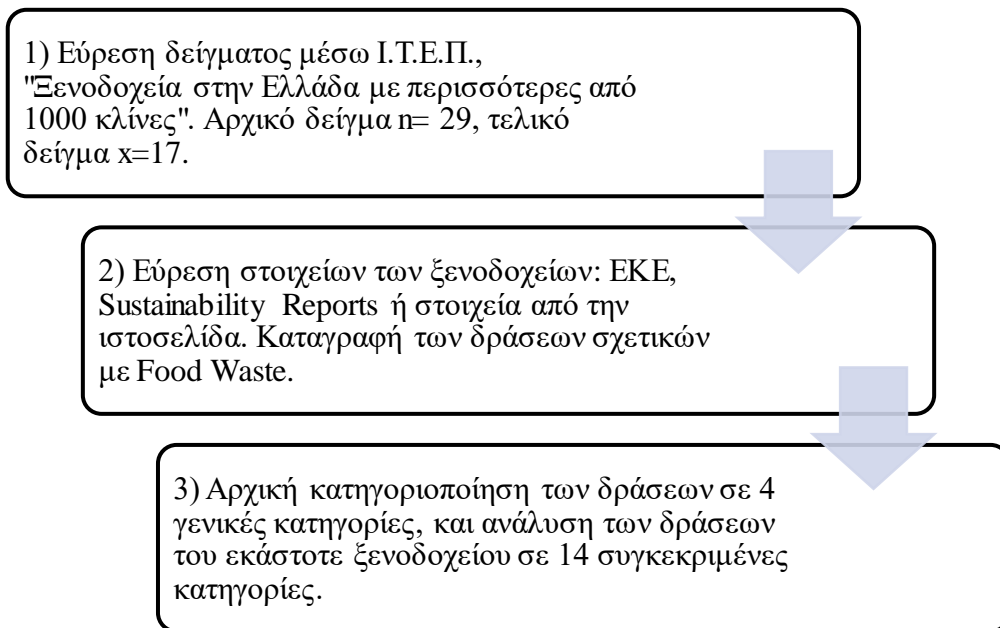 1) Εύρεση δείγματος μέσω Ι.Τ.Ε.Π.,
"Ξενοδοχεία στην Ελλάδα με περισσότερες από
1000 κλίνες". Αρχικό δείγμα n= 29, τελικό
δείγμα x=17.
2) Εύρεση στοιχείων των ξενοδοχείων: ΕΚΕ,
Sustainability Reports ή στοιχεία από την
ιστοσελίδα. Καταγραφή των δράσεων σχετικών
με Food Waste.
3) Αρχική κατηγοριοποίηση των δράσεων σε 4
γενικές κατηγορίες, και ανάλυση των δράσεων
του εκάστοτε ξενοδοχείου σε 14 συγκεκριμένες
κατηγορίες.